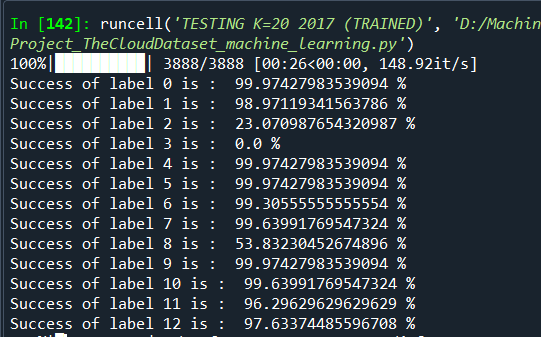 In [142]: runcell('TESTING K=20 2017 (TRAINED)', 'D:/Machin
Project_TheCloudDataset_machine_learning.py')
100%|██████████| 3888/3888 [00:26<00:00, 148.92it/s]
Success of label 0 is :  99.97427983539094 %
Success of label 1 is :  98.97119341563786 %
Success of label 2 is :  23.070987654320987 %
Success of label 3 is :  0.0 %
Success of label 4 is :  99.97427983539094 %
Success of label 5 is :  99.97427983539094 %
Success of label 6 is :  99.30555555555554 %
Success of label 7 is :  99.63991769547324 %
Success of label 8 is :  53.83230452674896 %
Success of label 9 is :  99.97427983539094 %
Success of label 10 is :  99.63991769547324 %
Success of label 11 is :  96.29629629629629 %
Success of label 12 is :  97.63374485596708 %